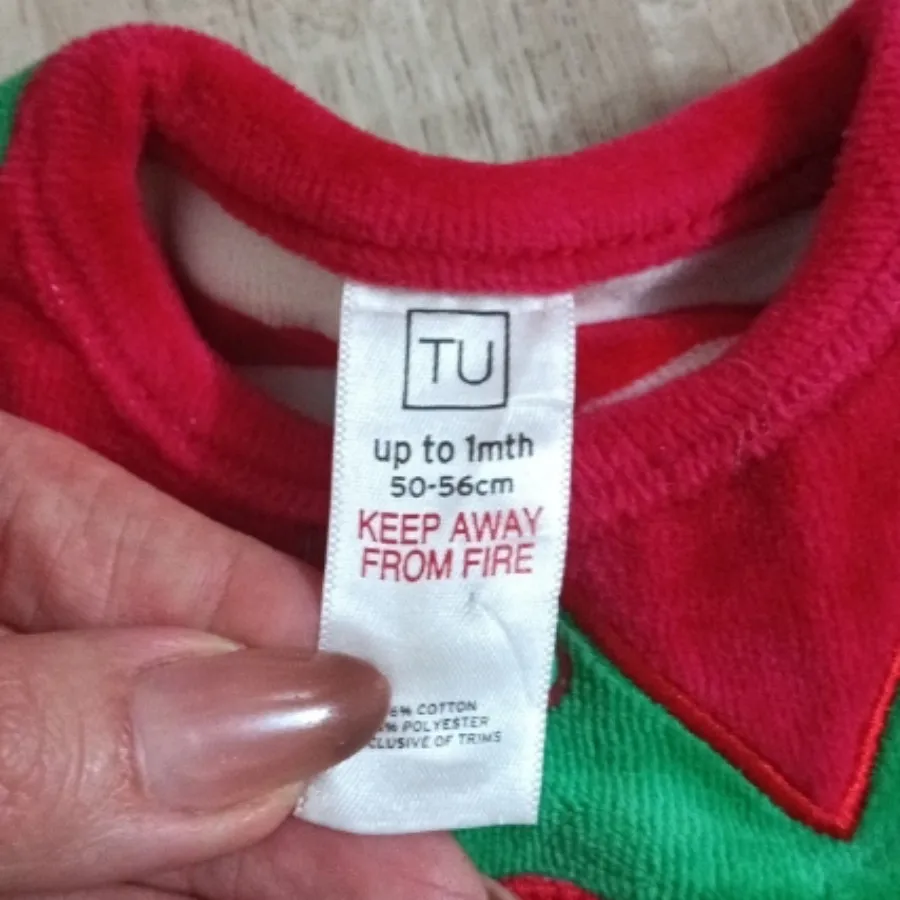 TU
up to 1mth
50-56cm
KEEP AWAY
FROM FIRE
COTTON
POLYESTER
OF TRIMS